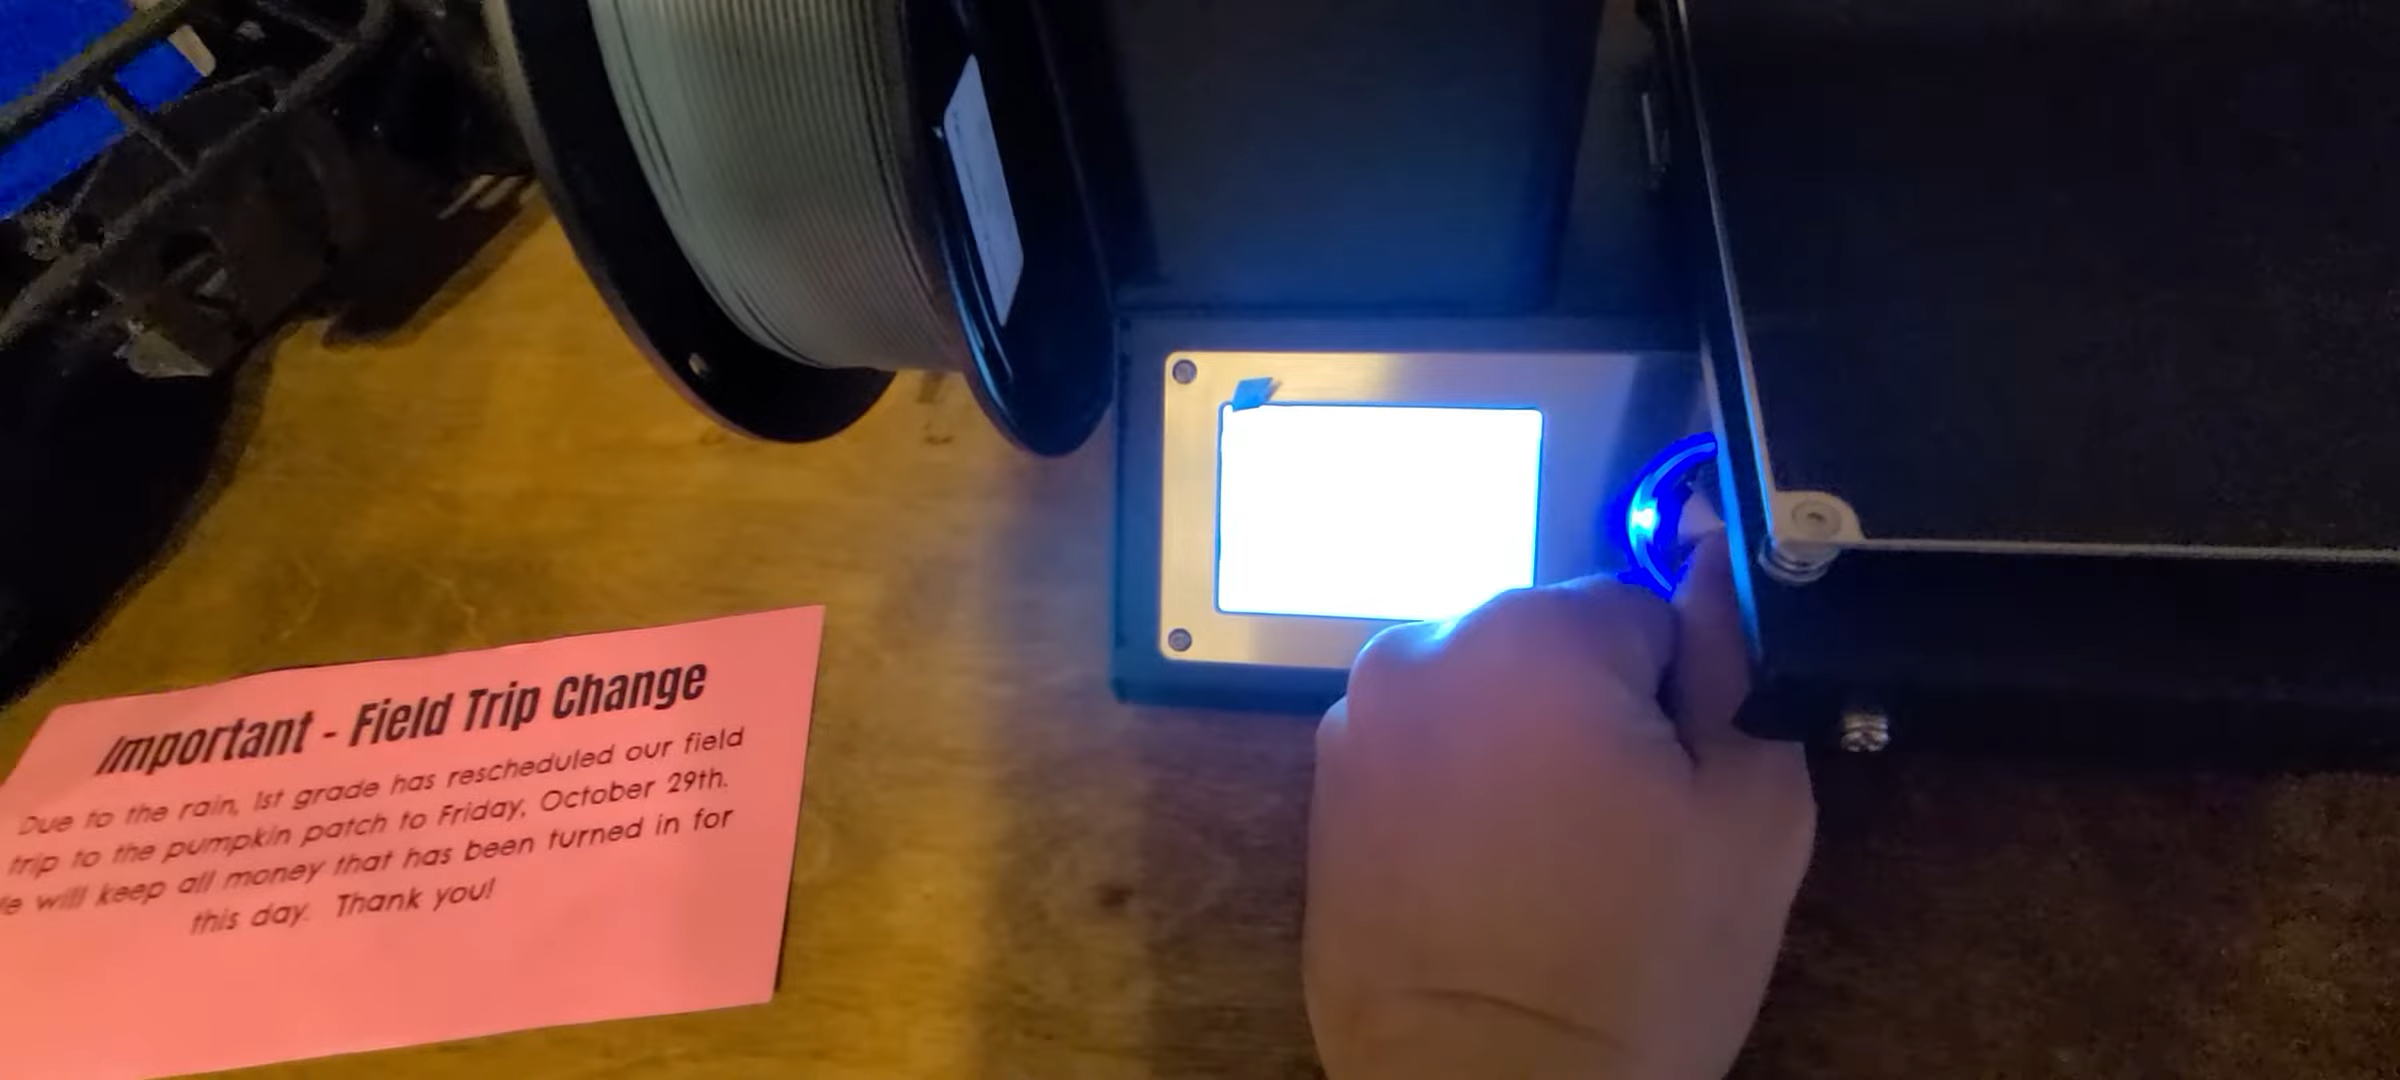 Important - Field Trip Change
Due to the rain, 1st grade has rescheduled our field
trip to the pumpkin patch to Friday, October 29th.
will keep all money that has been turned in for
this day. Thank you!